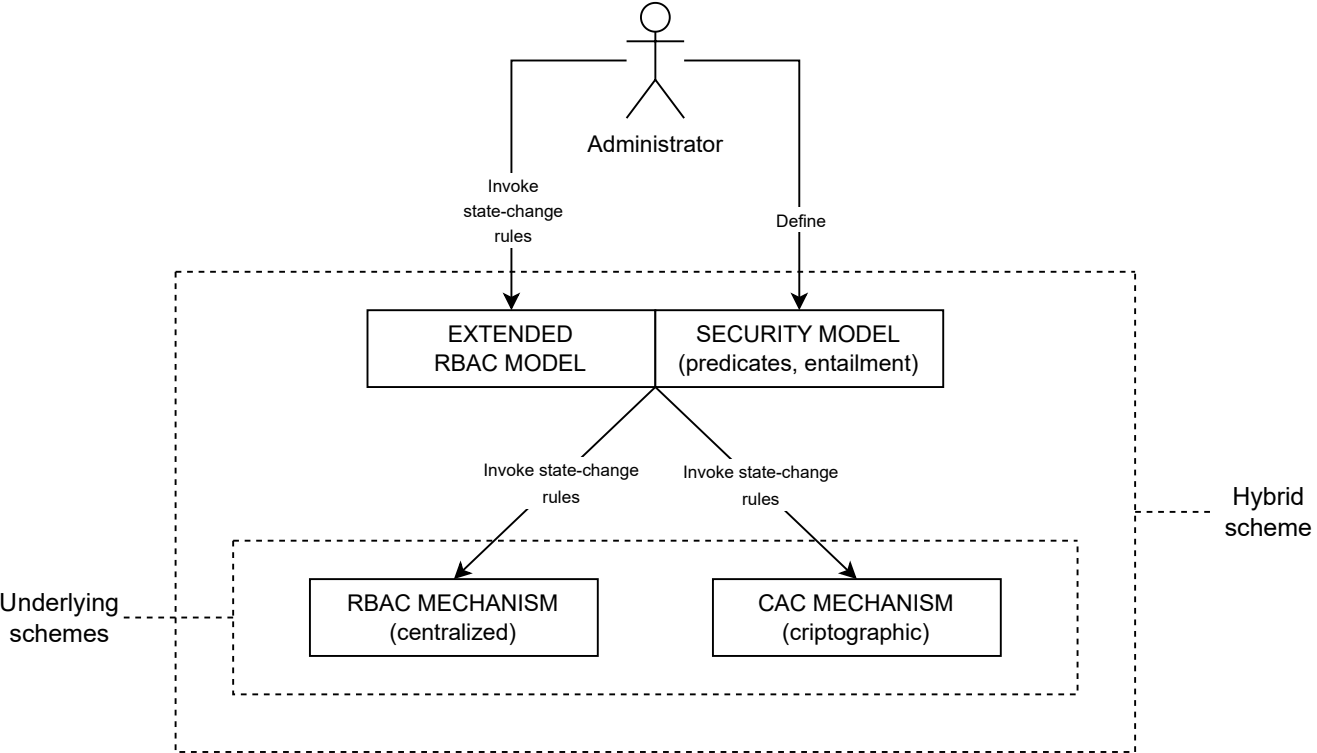 Administrator
Invoke
state-change
rules
Define
EXTENDED
RBAC MODEL
SECURITY MODEL
(predicates, entailment)
Invoke state-change
rules
Invoke state-change
rules
Hybrid
scheme
Underlying
schemes
RBAC MECHANISM
(centralized)
CAC MECHANISM
(criptographic)